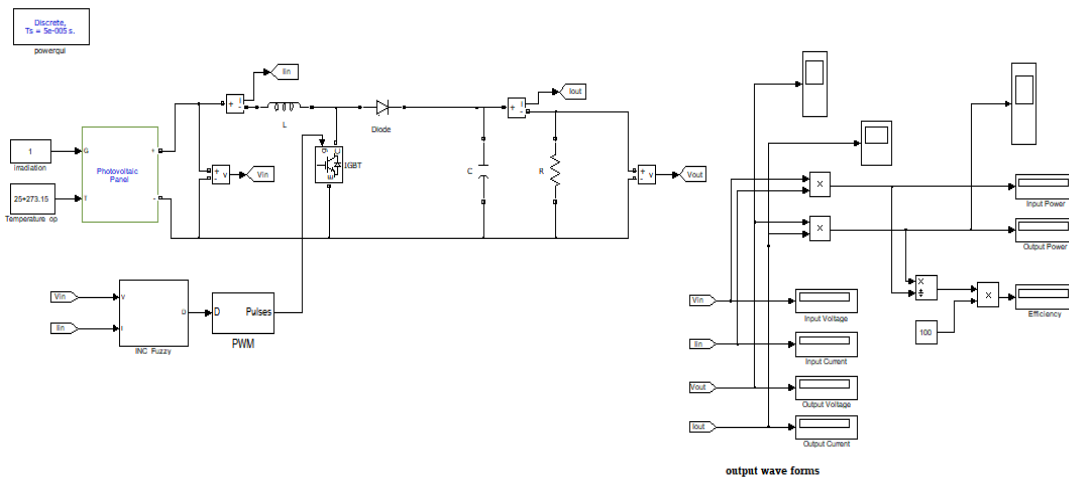 Discrete,
Ts = 5e-005 s.
powergui
Iin
Iout
L
Diode
1
Irradiation
G
+
Photovoltaic
Panel
25+273.15
T
-
Temperature op
+
-
v
Vin
g
C
E
IGBT
C
R
+
-
v
Vout
Vin
V
Iin
I
D
INC Fuzzy
D
Pulses
PWM
X
Input Power
X
Output Power
X
÷
X
Efficiency
100
Vin
Input Voltage
Iin
Input Current
Vout
Output Voltage
Iout
Output Current
output wave forms